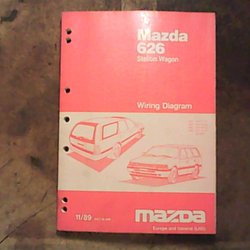 Mazda
626
Station Wagon
Wiring Diagram
11/89
mazda
Europe and General (LHD)